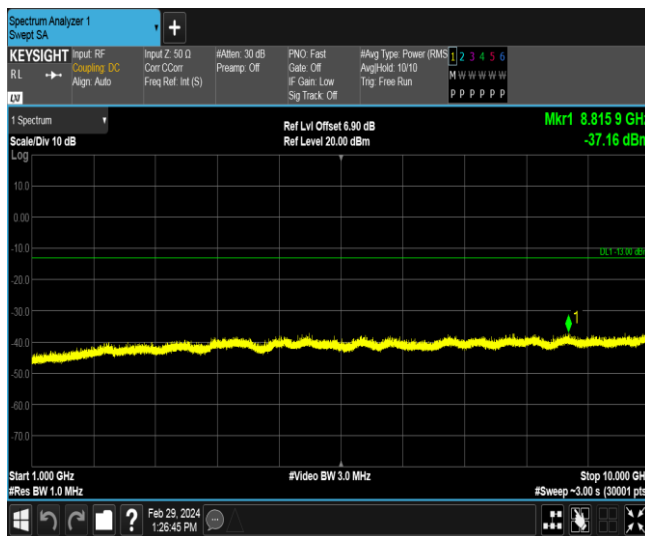 Spectrum Analyzer 1
Swept SA
+
KEYSIGHT
RL
LXI
Input: RF
Coupling: DC
Align: Auto
Input Z: 50 Ω
Corr CCorr
Freq Ref: Int (S)
#Atten: 30 dB
Preamp: Off
PNO: Fast
Gate: Off
IF Gain: Low
Sig Track: Off
#Avg Type: Power (RMS
Avg|Hold: 10/10
Trig: Free Run
1 2 3 4 5 6
M W W W W W
P P P P P P
1 Spectrum
Scale/Div 10 dB
Ref Lvl Offset 6.90 dB
Ref Level 20.00 dBm
Mkr1 8.815 9 GHz
-37.16 dBm
Log
10.0
0.00
-10.0
DL1 -13.00 dB
-20.0
-30.0
1
-40.0
-50.0
-60.0
-70.0
Start 1.000 GHz
#Video BW 3.0 MHz
Stop 10.000 GHz
#Res BW 1.0 MHz
#Sweep ~3.00 s (30001 pts
?
Feb 29, 2024
1:26:45 PM